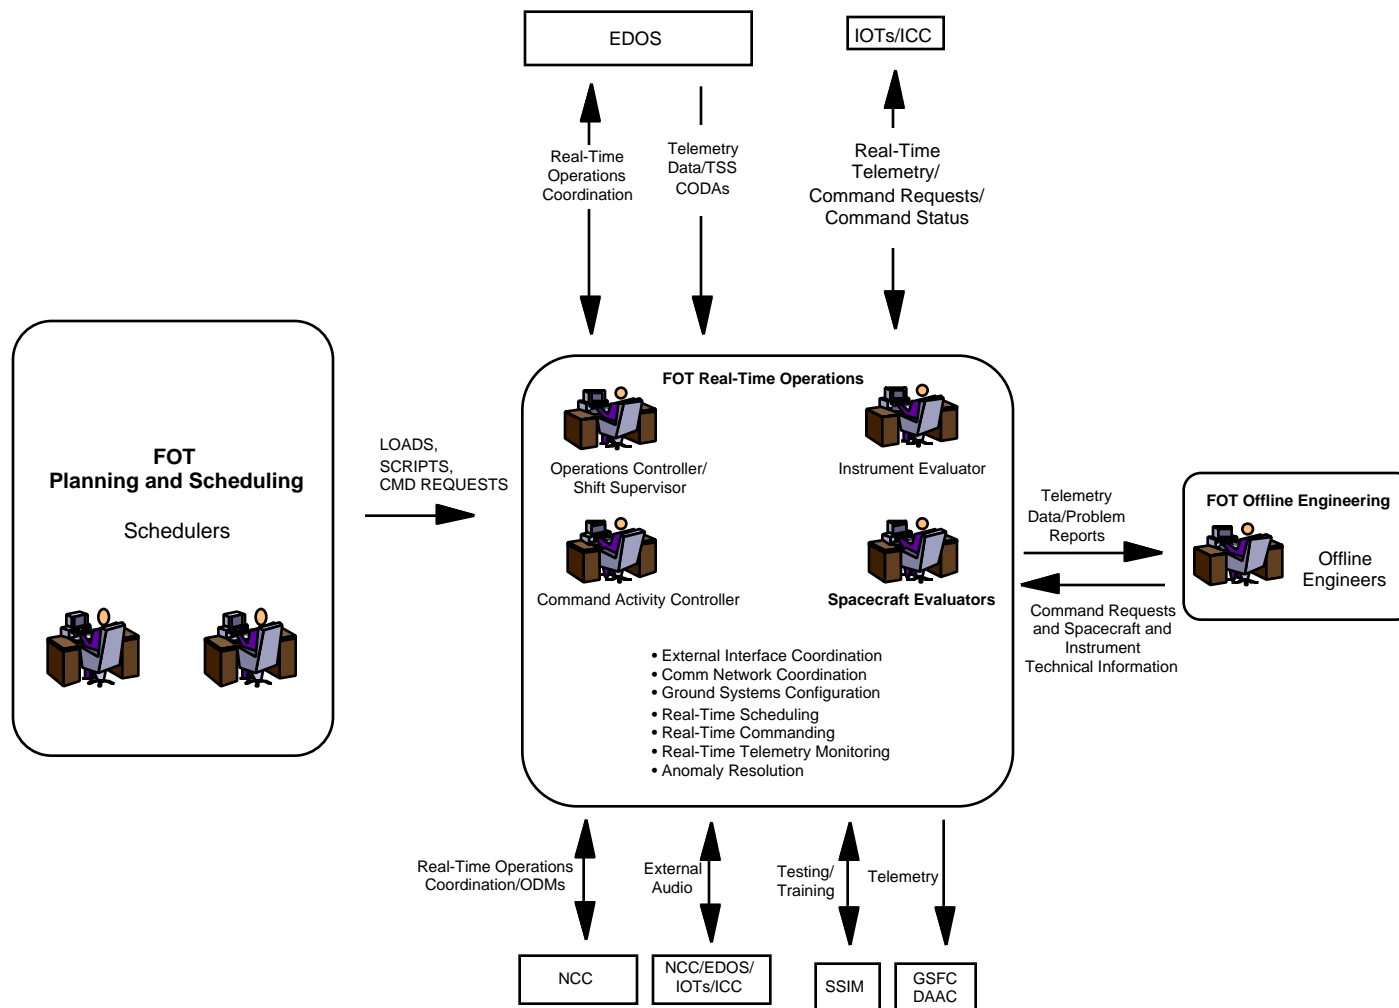 EDOS
IOTs/ICC
Real-Time
Operations
Coordination
Telemetry
Data/TSS
CODAs
Real-Time
Telemetry/
Command Requests/
Command Status
FOT
Planning and Scheduling
Schedulers
LOADS,
SCRIPTS,
CMD REQUESTS
FOT Real-Time Operations
Operations Controller/
Shift Supervisor
Instrument Evaluator
Command Activity Controller
Spacecraft Evaluators
• External Interface Coordination
• Comm Network Coordination
• Ground Systems Configuration
• Real-Time Scheduling
• Real-Time Commanding
• Real-Time Telemetry Monitoring
• Anomaly Resolution
Telemetry
Data/Problem
Reports
Command Requests
and Spacecraft and
Instrument
Technical Information
FOT Offline Engineering
Offline
Engineers
Real-Time Operations
Coordination/ODMs
External
Audio
Testing/
Training
Telemetry
NCC
NCC/EDOS/
IOTs/ICC
SSIM
GSFC
DAAC